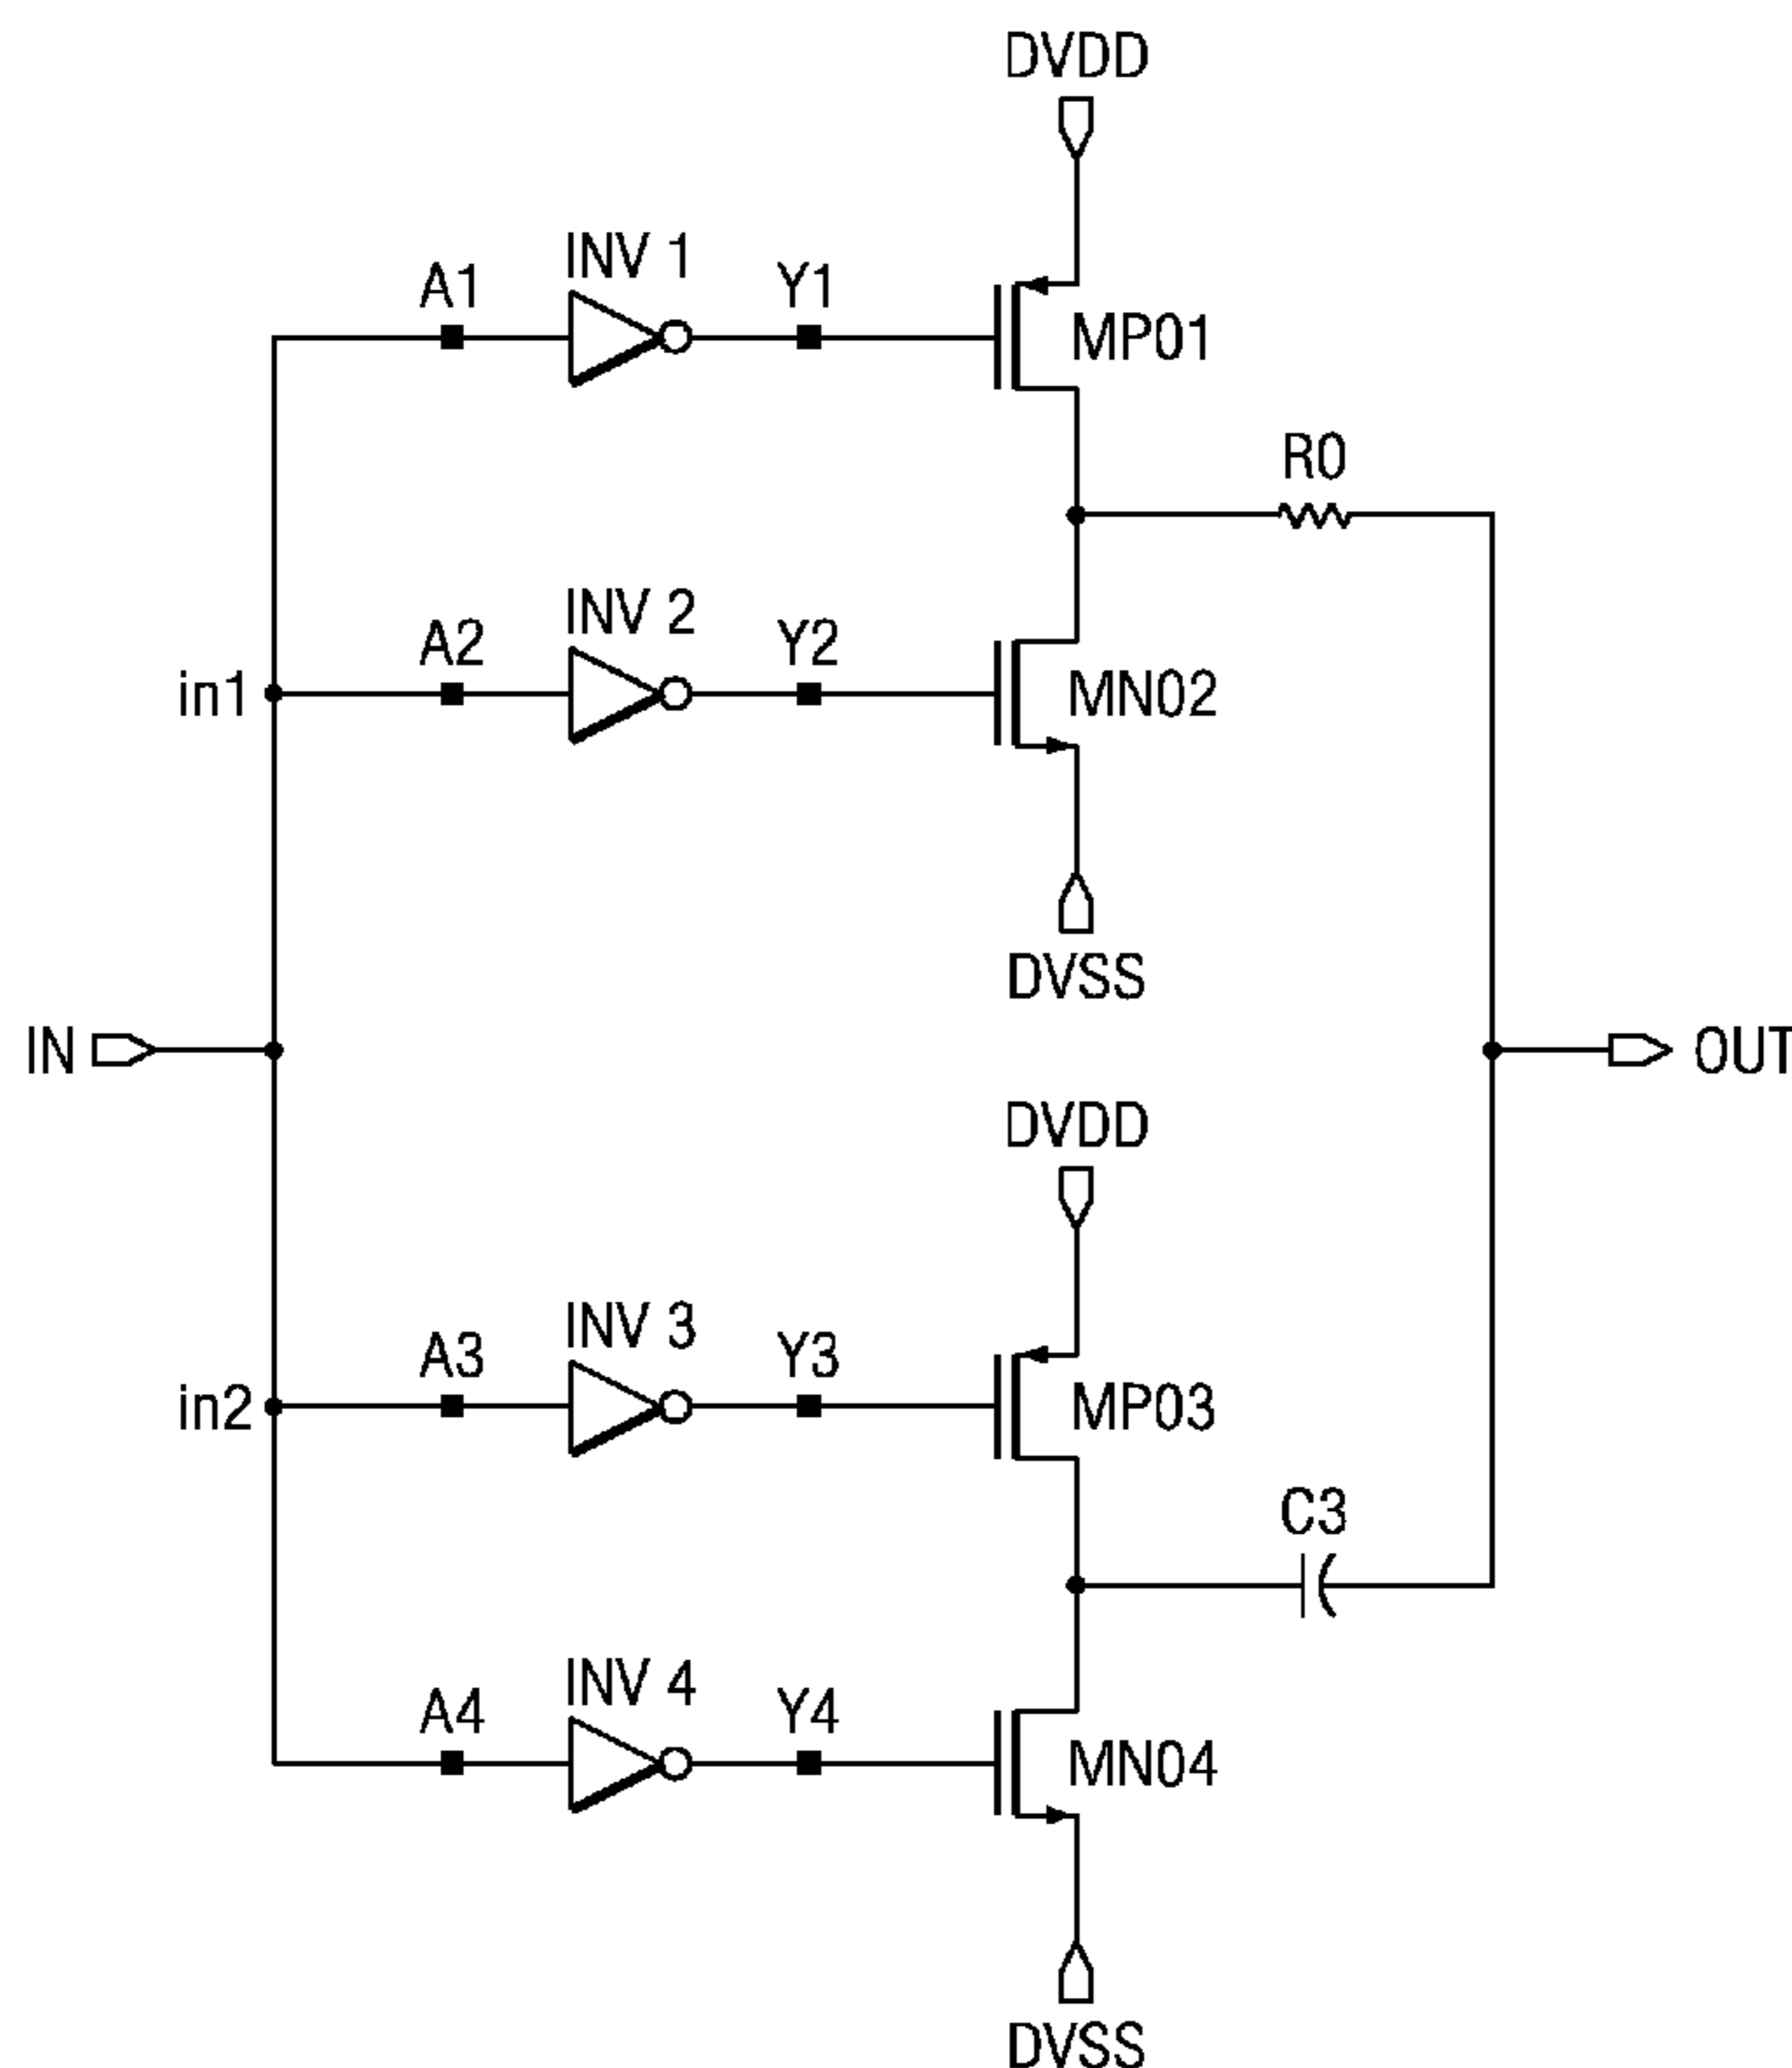 DVDD
INV 1
A1
Y1
MP01
R0
INV 2
A2
Y2
in1
MN02
DVSS
IN
OUT
DVDD
INV 3
A3
Y3
in2
MP03
C3
INV 4
A4
Y4
MN04
DVSS